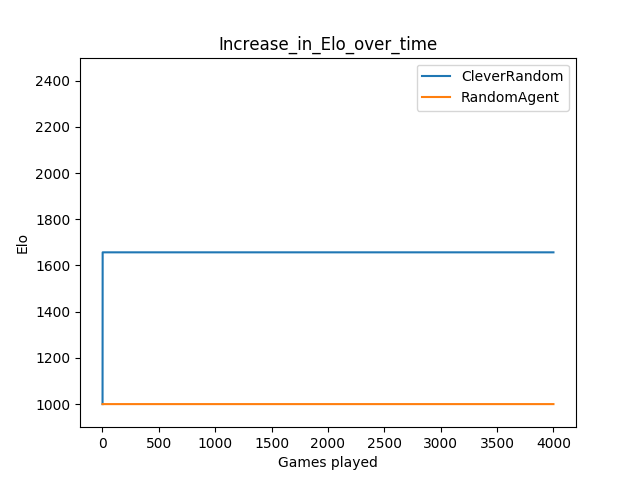 Increase_in_Elo_over_time
CleverRandom
RandomAgent
2400
2200
2000
1800
1600
1400
1200
1000
Elo
0 500 1000 1500 2000 2500 3000 3500 4000
Games played